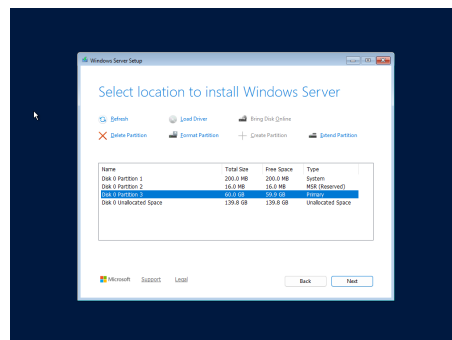 Windows Server Setup
Select location to install Windows Server
Refresh Load Driver Bring Disk Online
Delete Partition Format Partition Create Partition Extend Partition
Name Total Size Free Space Type
Disk 0 Partition 1 200.0 MB 200.0 MB System
Disk 0 Partition 2 16.0 MB 16.0 MB MSR (Reserved)
Disk 0 Partition 3 60.0 GB 59.9 GB Primary
Disk 0 Unallocated Space 139.8 GB 139.8 GB Unallocated Space
Microsoft Support Legal Back Next